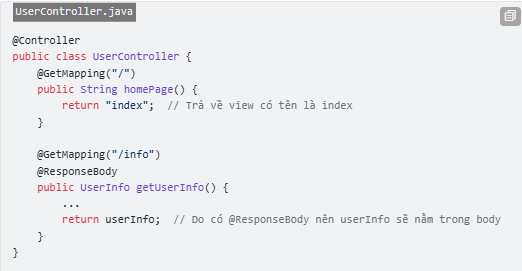 UserController.java
@Controller
public class UserController {
    @GetMapping("/")
    public String homePage() {
        return "index";  // Trả về view có tên là index
    }

    @GetMapping("/info")
    @ResponseBody
    public UserInfo getUserInfo() {
        ...
        return userInfo;  // Do có @ResponseBody nên userInfo sẽ nằm trong body
    }
}